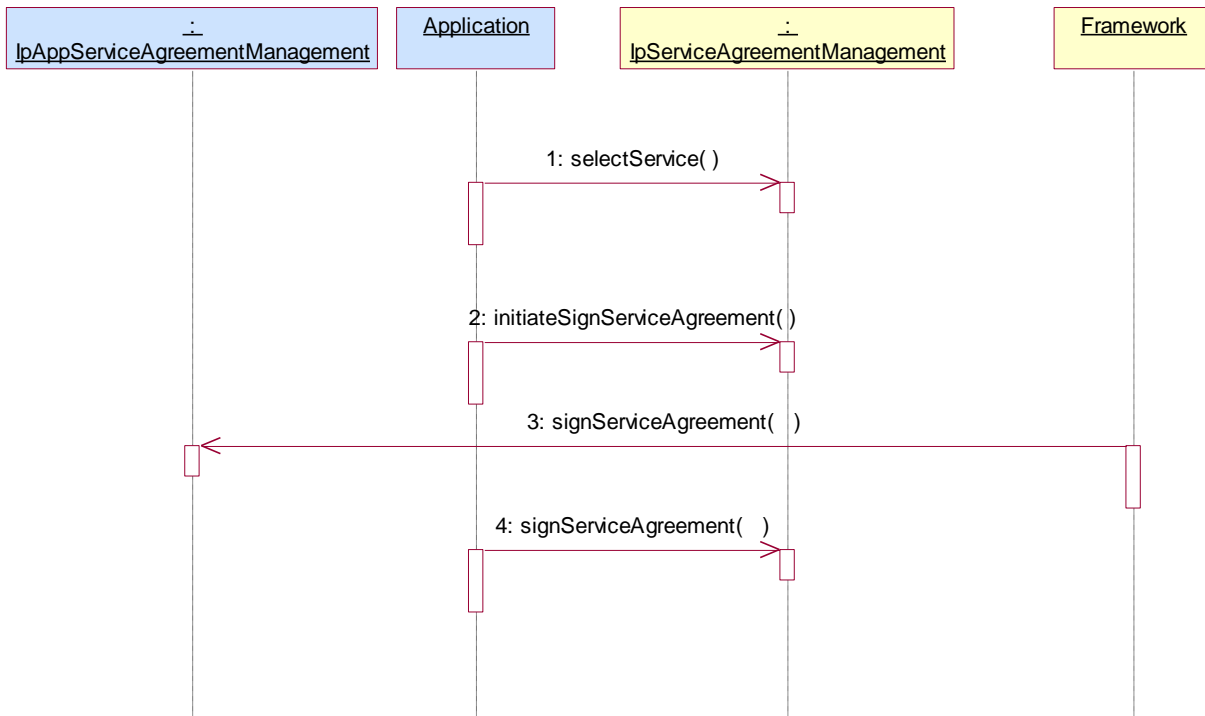 :
IpAppServiceAgreementManagement
Application
:
IpServiceAgreementManagement
Framework
1: selectService( )
2: initiateSignServiceAgreement( )
3: signServiceAgreement(   )
4: signServiceAgreement(   )